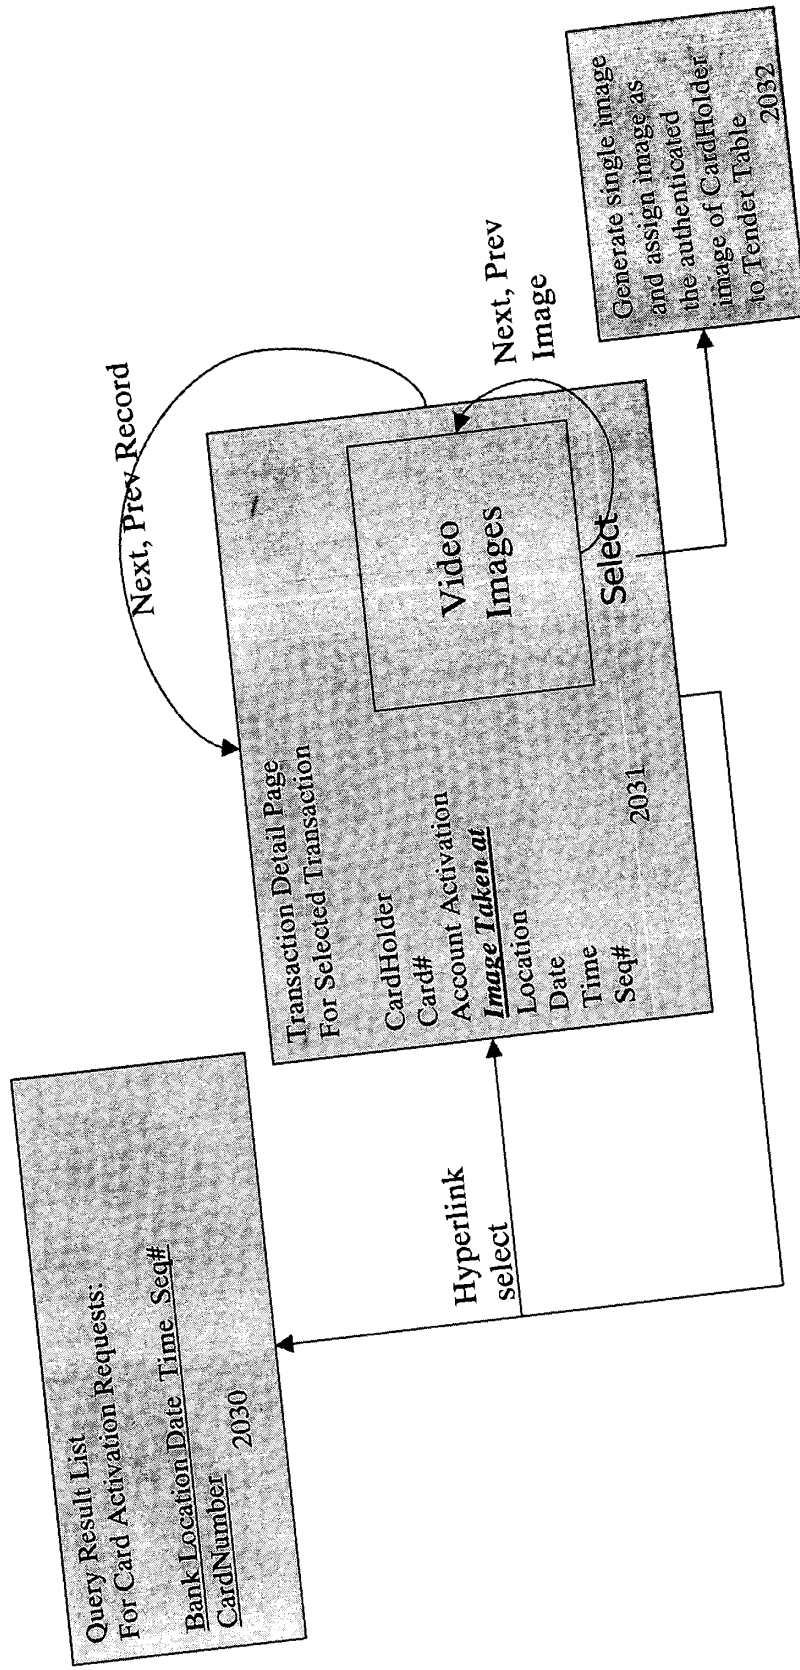 Query Result List
For Card Activation Requests:
Bank Location Date Time Seq#
CardNumber 2030
Hyperlink
select
Transaction Detail Page
For Selected Transaction
CardHolder
Card#
Account Activation
Image Taken at
Location
Date
Time
Seq#
2031
Video
Images
Select
Next, Prev Record
Next, Prev
Image
Generate single image
and assign image as
the authenticated
image of CardHolder
to Tender Table
2032